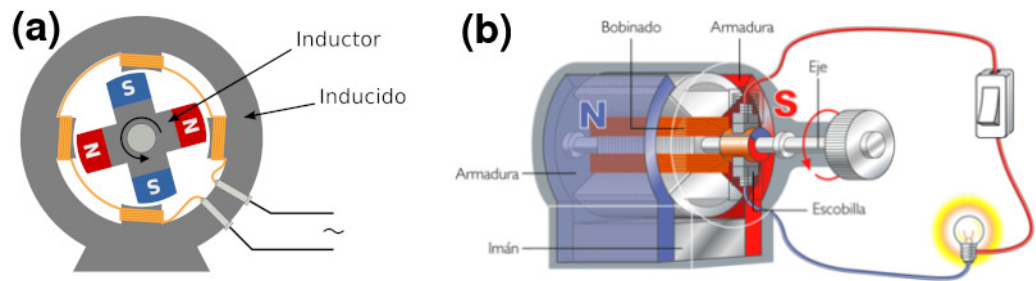 (a)
Inductor
Inducido
S
N
N
S
~
(b)
Bobinado
Armadura
Eje
N
S
Armadura
Escobilla
Imán